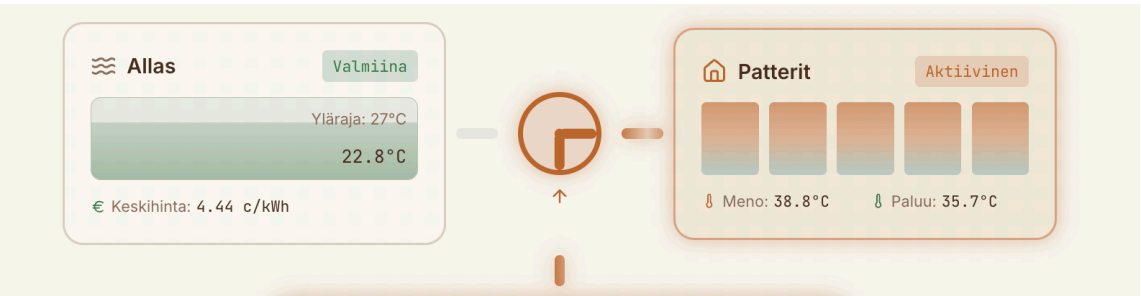 Allas
Valmiina
Yläraja: 27°C
22.8°C
€ Keskihinta: 4.44 c/kWh
Patterit
Aktiivinen
Meno: 38.8°C
Paluu: 35.7°C